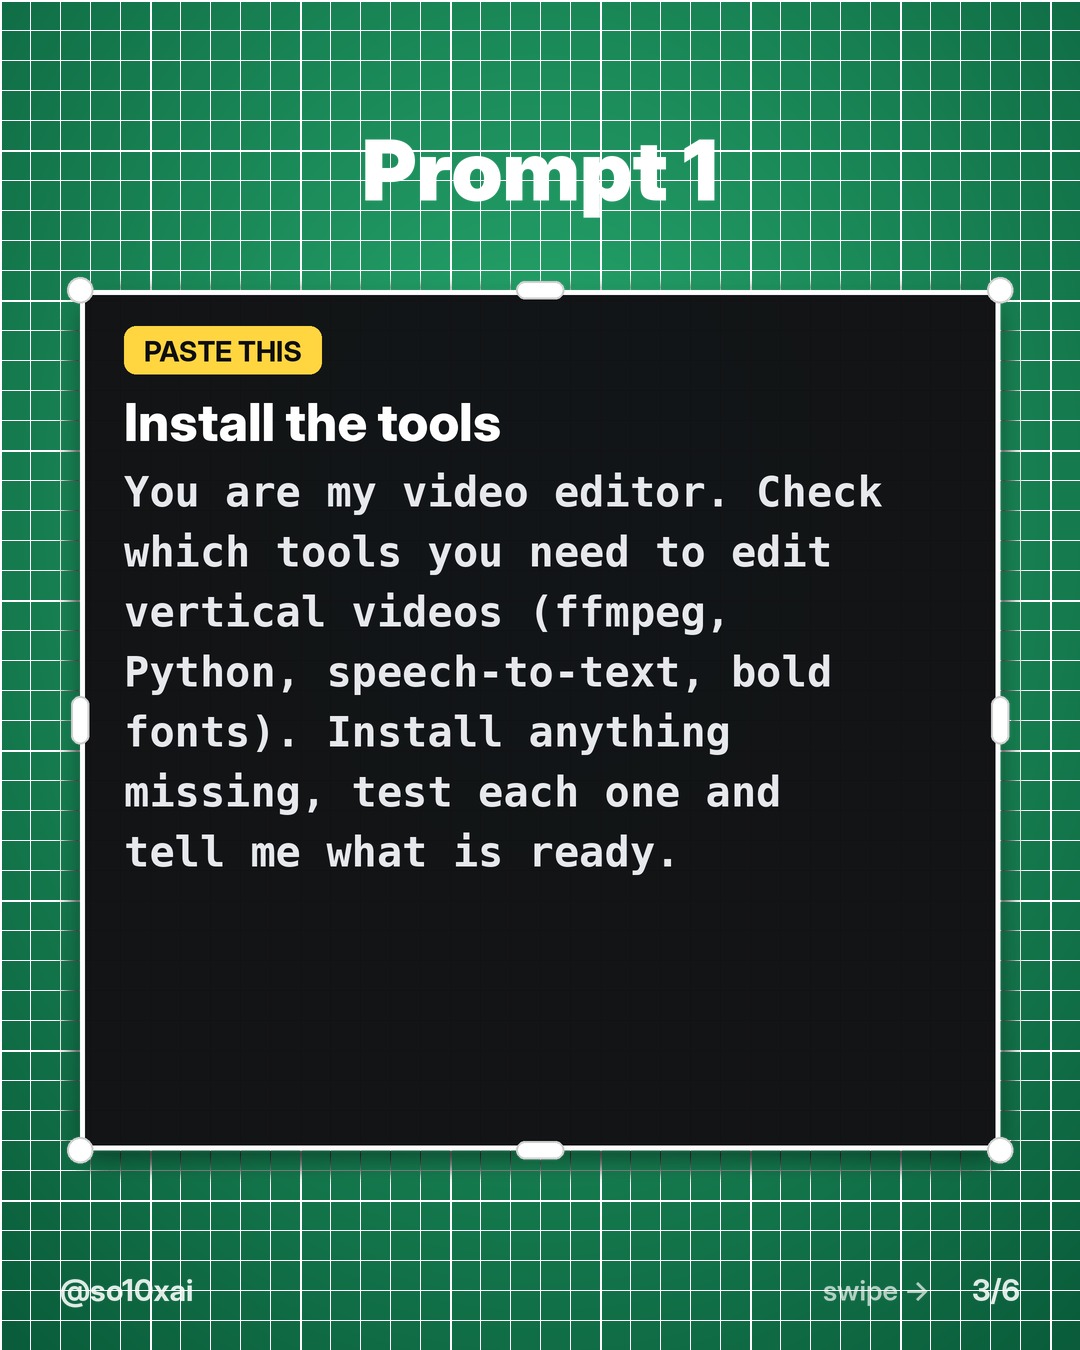 Prompt 1
PASTE THIS
Install the tools
You are my video editor. Check
which tools you need to edit
vertical videos (ffmpeg,
Python, speech-to-text, bold
fonts). Install anything
missing, test each one and
tell me what is ready.
@so10xai
swipe → 3/6